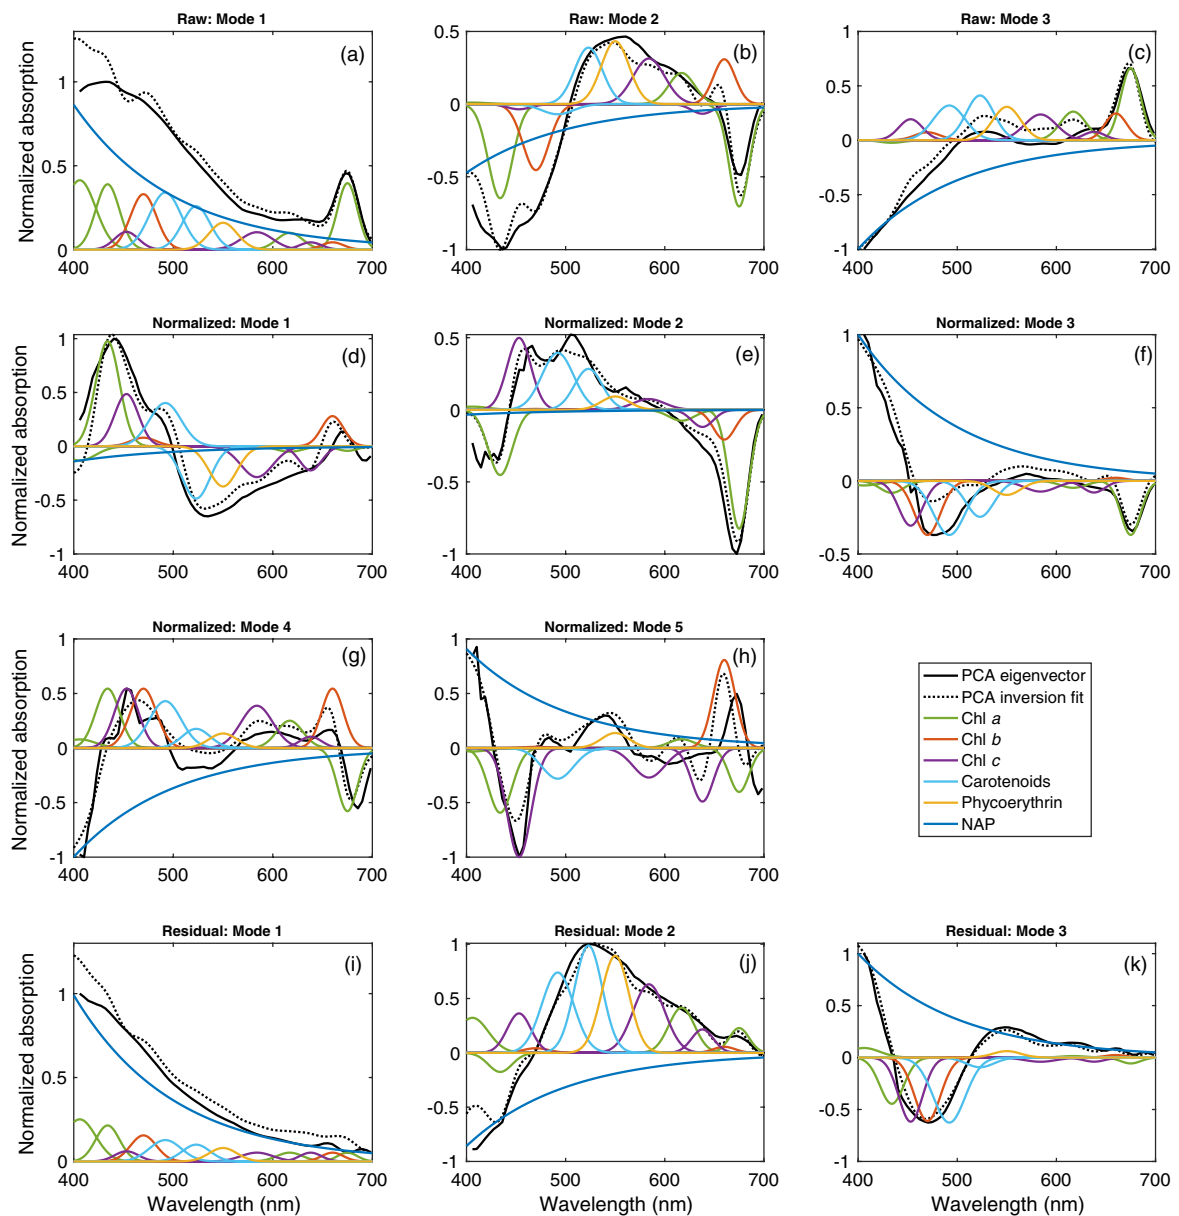 Raw: Mode 1
Raw: Mode 2
Raw: Mode 3
Normalized absorption
1
0.5
0
(a)
400
500
600
700
0.5
0
-0.5
-1
(b)
400
500
600
700
1
0.5
0
-0.5
-1
(c)
400
500
600
700
Normalized: Mode 1
Normalized: Mode 2
Normalized: Mode 3
Normalized absorption
1
0.5
0
-0.5
-1
(d)
400
500
600
700
0.5
0
-0.5
-1
(e)
400
500
600
700
1
0.5
0
-0.5
(f)
400
500
600
700
Normalized: Mode 4
Normalized: Mode 5
Normalized absorption
1
0.5
0
-0.5
-1
(g)
400
500
600
700
1
0.5
0
-0.5
-1
(h)
400
500
600
700
PCA eigenvector
PCA inversion fit
Chl a
Chl b
Chl c
Carotenoids
Phycoerythrin
NAP
Residual: Mode 1
Residual: Mode 2
Residual: Mode 3
Normalized absorption
1
0.5
0
(i)
400
500
600
700
Wavelength (nm)
1
0.5
0
-0.5
-1
(j)
400
500
600
700
Wavelength (nm)
1
0.5
0
-0.5
-1
(k)
400
500
600
700
Wavelength (nm)